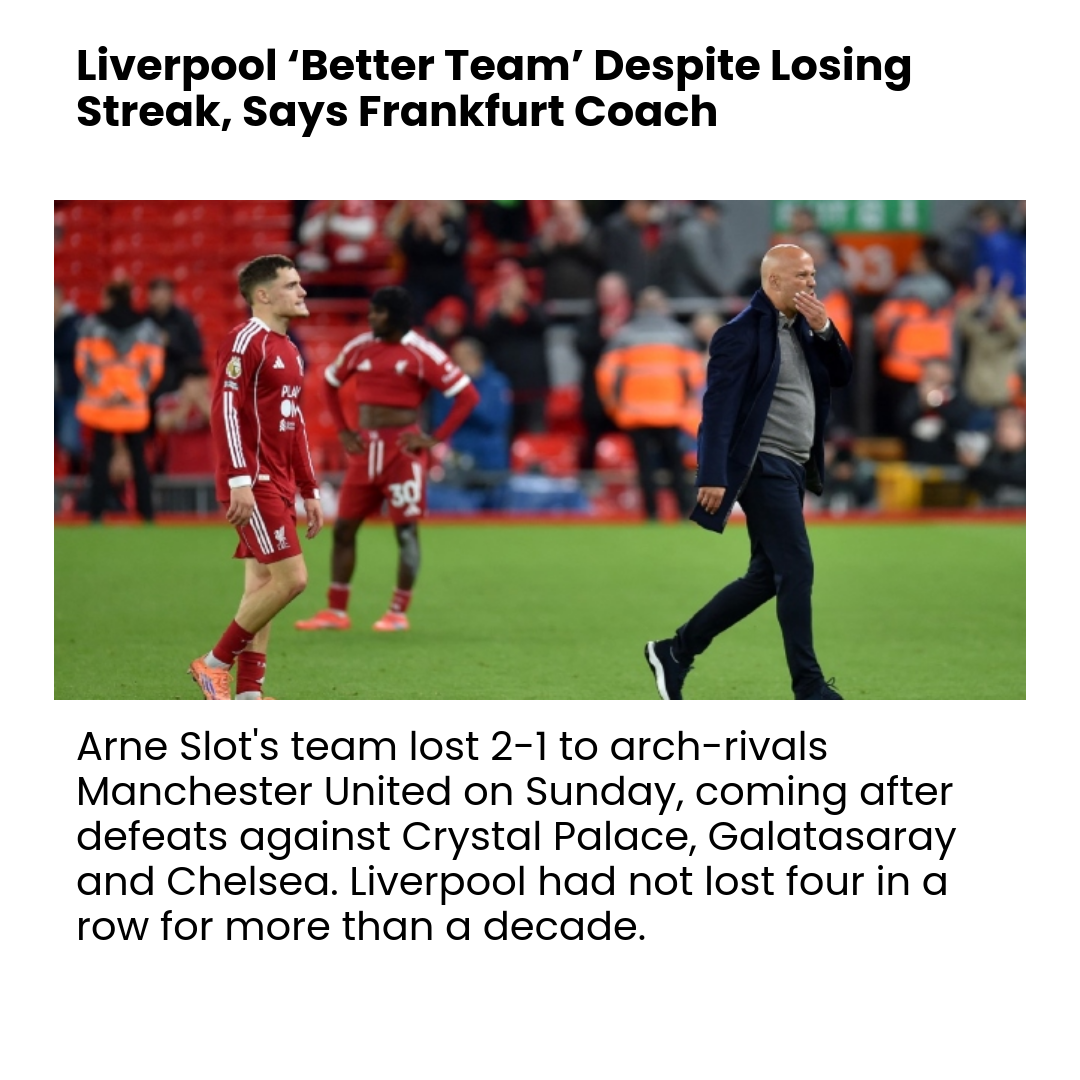 Liverpool ‘Better Team’ Despite Losing
Streak, Says Frankfurt Coach
30
Arne Slot's team lost 2-1 to arch-rivals
Manchester United on Sunday, coming after
defeats against Crystal Palace, Galatasaray
and Chelsea. Liverpool had not lost four in a
row for more than a decade.